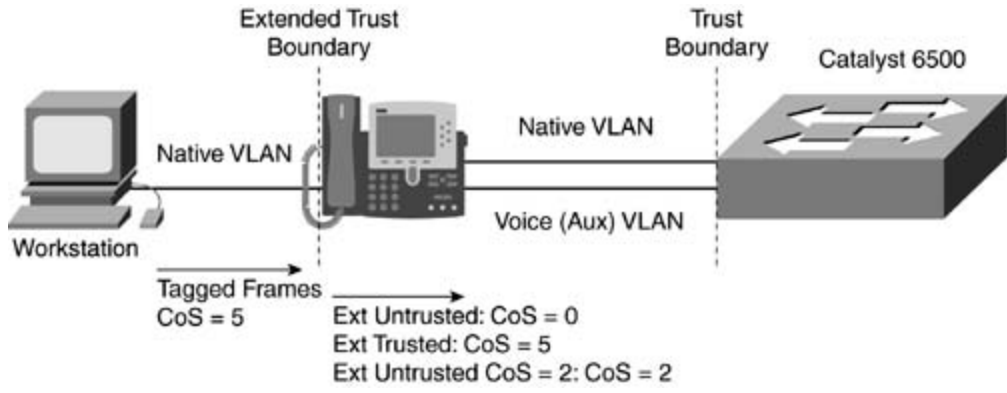 Extended Trust
Boundary
Trust
Boundary
Catalyst 6500
Native VLAN
Native VLAN
Voice (Aux) VLAN
Workstation
Tagged Frames
CoS = 5
Ext Untrusted: CoS = 0
Ext Trusted: CoS = 5
Ext Untrusted CoS = 2: CoS = 2